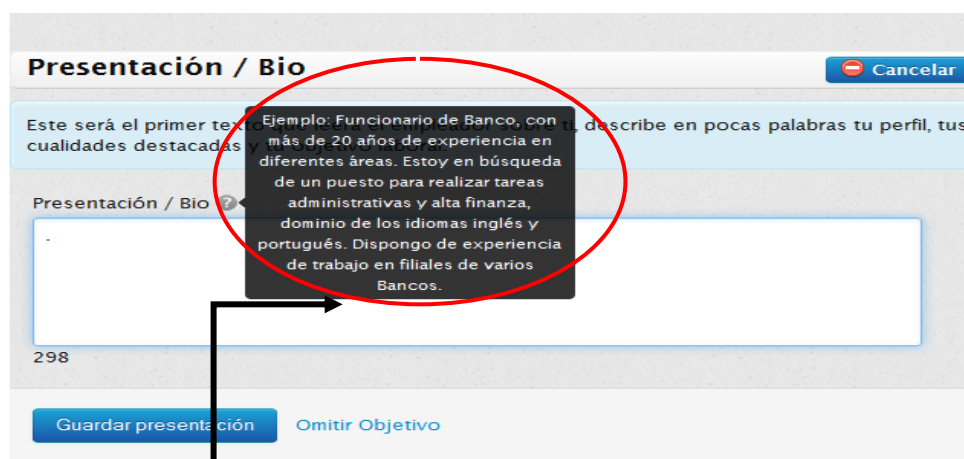 Presentación / Bio
Cancelar
Este será el primer texto que leerá el empleador sobre ti, describe en pocas palabras tu perfil, tus
cualidades destacadas y tu objetivo laboral.
Presentación / Bio ?
Ejemplo: Funcionario de Banco, con
más de 20 años de experiencia en
diferentes áreas. Estoy en búsqueda
de un puesto para realizar tareas
administrativas y alta finanza,
dominio de los idiomas inglés y
portugués. Dispongo de experiencia
de trabajo en filiales de varios
Bancos.
.
298
Guardar presentación
Omitir Objetivo